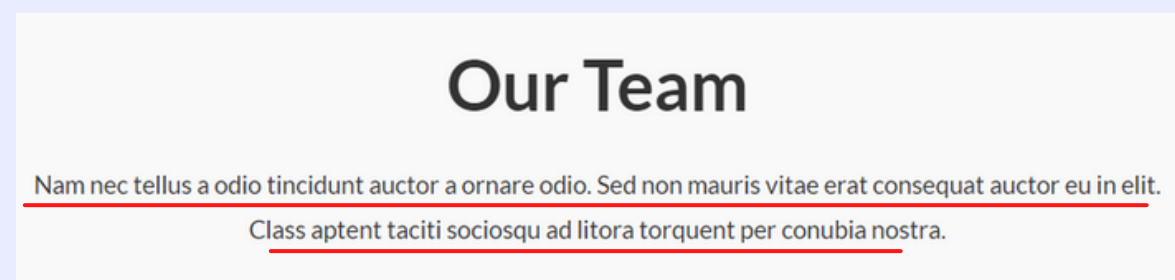 Our Team
Nam nec tellus a odio tincidunt auctor a ornare odio. Sed non mauris vitae erat consequat auctor eu in elit.
Class aptent taciti sociosqu ad litora torquent per conubia nostra.